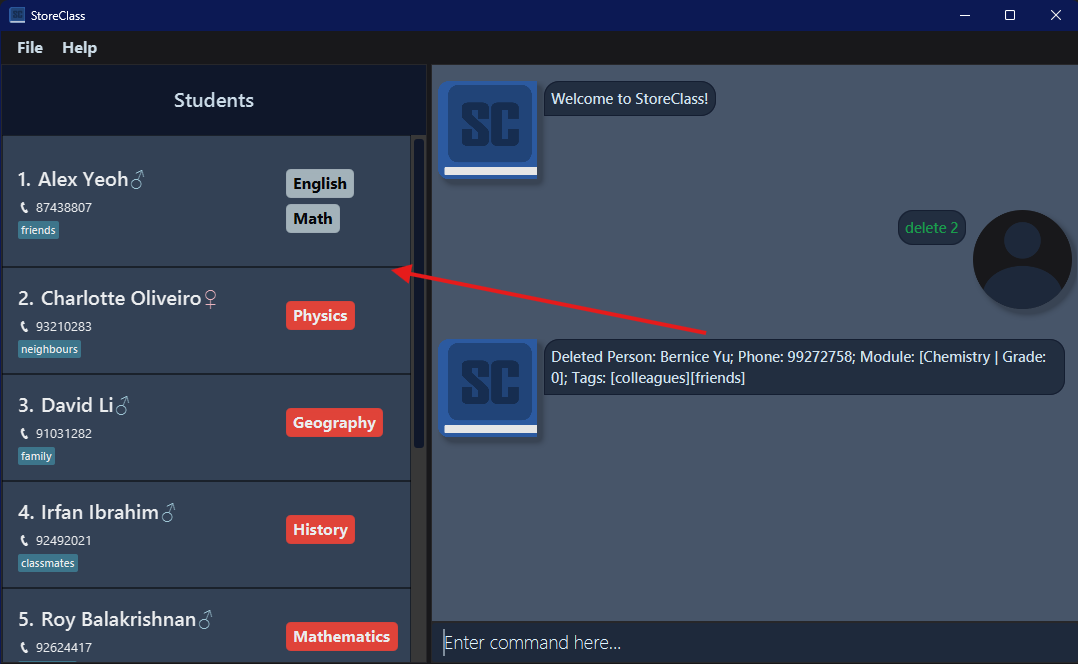 StoreClass
File Help
Students
1. Alex Yeoh♂
87438807
friends
English
Math
2. Charlotte Oliveiro♀
93210283
neighbours
Physics
3. David Li♂
91031282
family
Geography
4. Irfan Ibrahim♂
92492021
classmates
History
5. Roy Balakrishnan♂
92624417
Mathematics
SC
Welcome to StoreClass!
delete 2
SC
Deleted Person: Bernice Yu; Phone: 99272758; Module: [Chemistry | Grade:
0]; Tags: [colleagues][friends]
Enter command here...